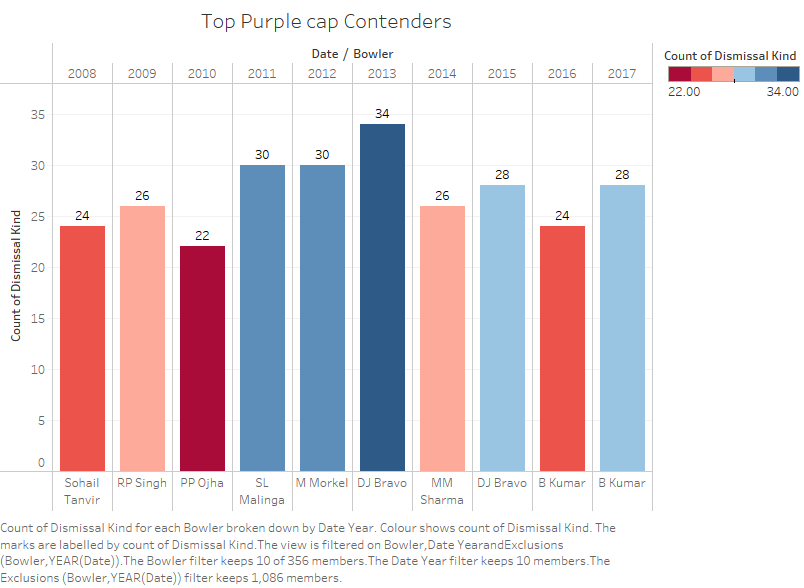 Top Purple cap Contenders
Date / Bowler
Count of Dismissal Kind
22.00 34.00
2008 2009 2010 2011 2012 2013 2014 2015 2016 2017
Count of Dismissal Kind
35
30
25
20
15
10
5
0
24 26 22 30 30 34 26 28 24 28
Sohail RP Singh PP Ojha SL M Morkel DJ Bravo MM DJ Bravo B Kumar B Kumar
Tanvir Malinga Sharma
Count of Dismissal Kind for each Bowler broken down by Date Year. Colour shows count of Dismissal Kind. The
marks are labelled by count of Dismissal Kind.The view is filtered on Bowler,Date YearandExclusions
(Bowler,YEAR(Date)).The Bowler filter keeps 10 of 356 members.The Date Year filter keeps 10 members.The
Exclusions (Bowler,YEAR(Date)) filter keeps 1,086 members.